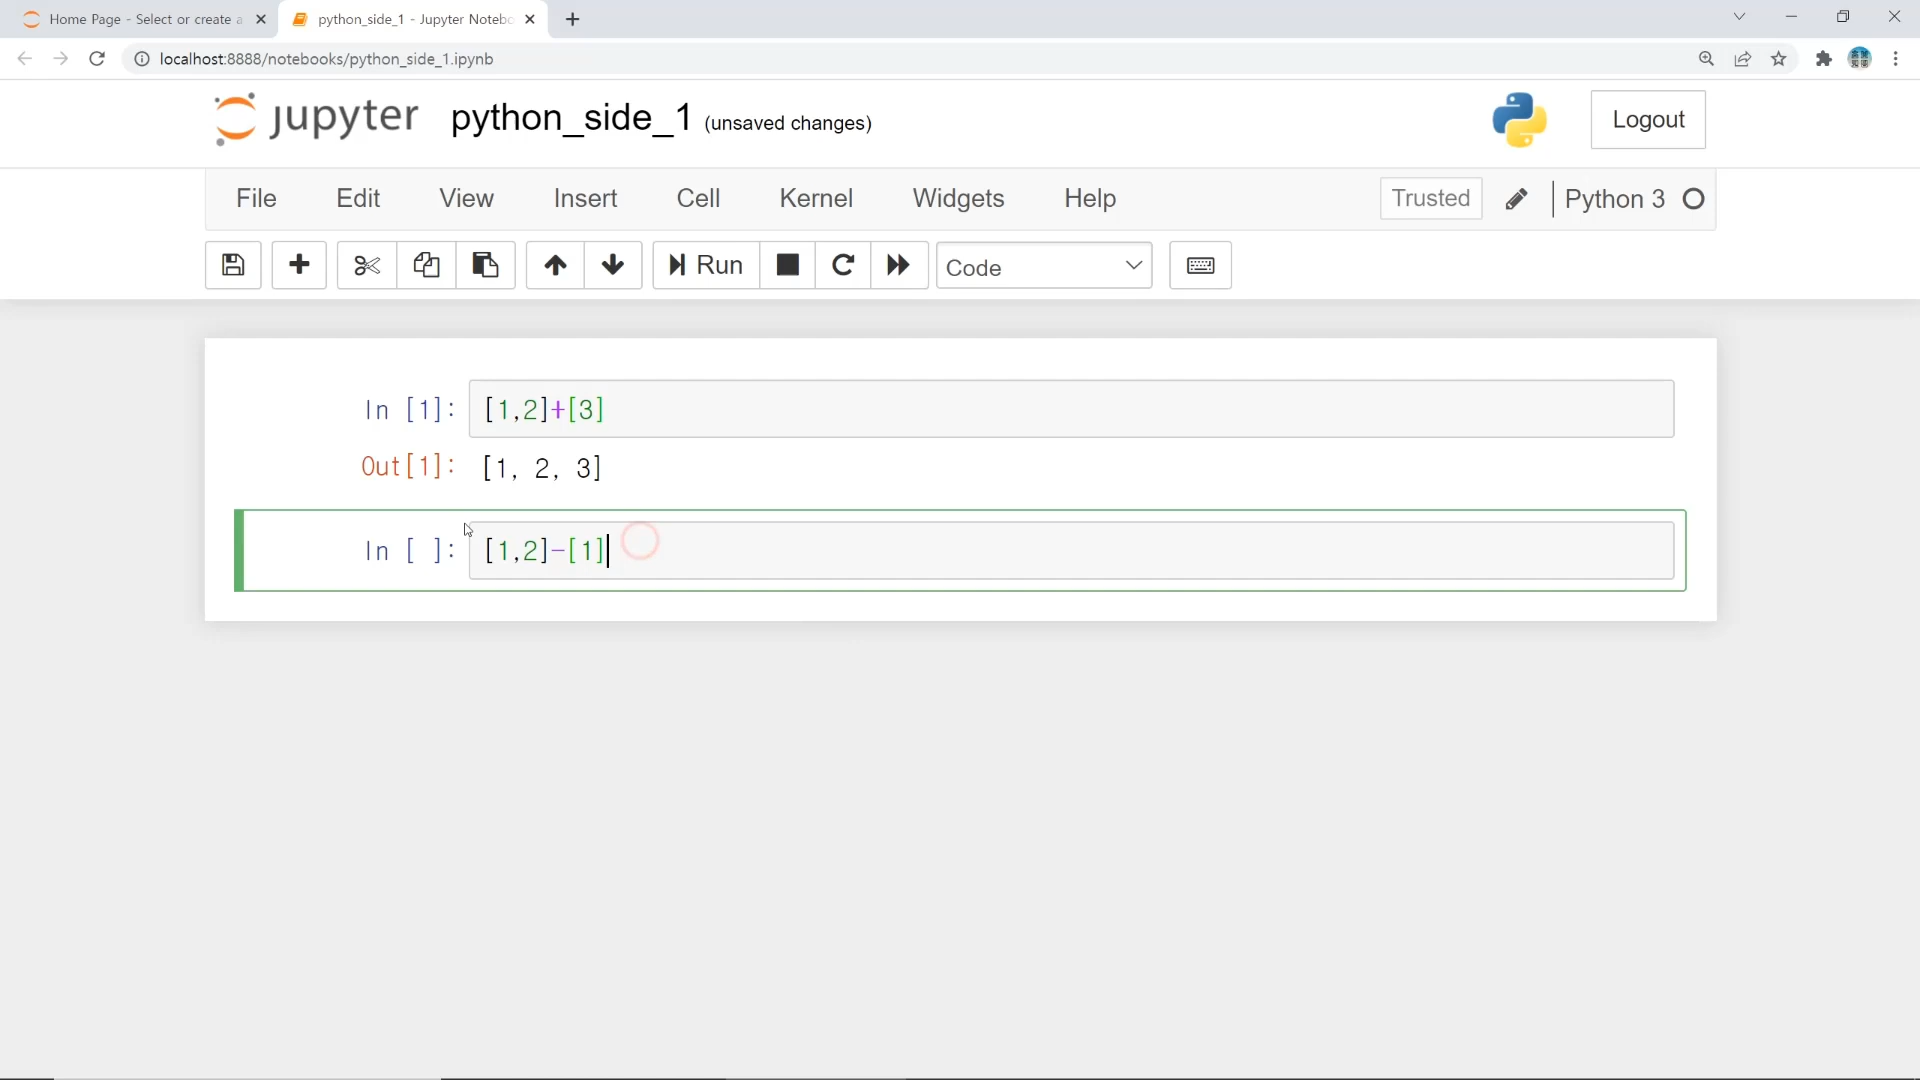 Home Page - Select or create a
python_side_1 - Jupyter Notebo
localhost:8888/notebooks/python_side_1.ipynb
jupyter python_side_1 (unsaved changes)
Logout
File Edit View Insert Cell Kernel Widgets Help
Trusted Python 3
Run Code
In [1]: [1,2]+[3]
Out[1]: [1, 2, 3]
In [ ]: [1,2]-[1]